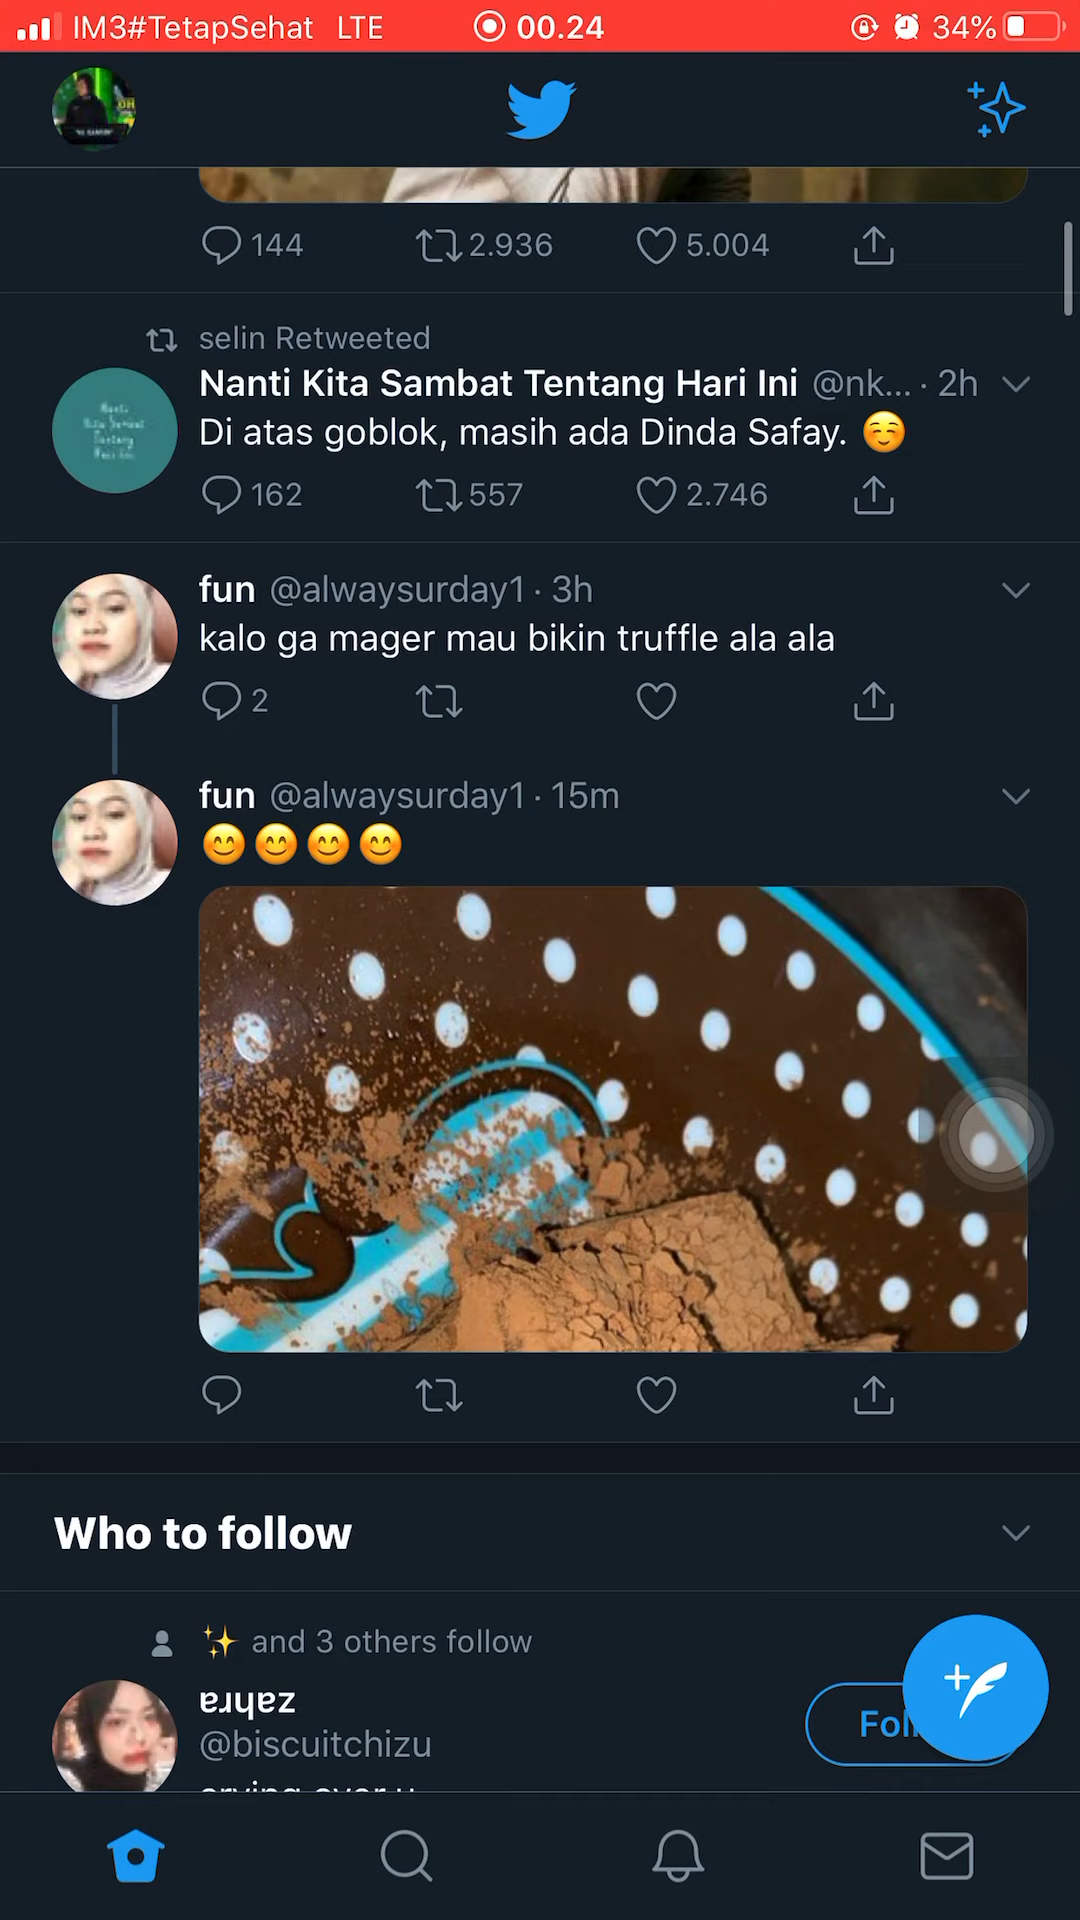 IM3#TetapSehat LTE 00.24 34%
144 2.936 5.004
selin Retweeted
Nanti Kita Sambat Tentang Hari Ini @nk... · 2h
Di atas goblok, masih ada Dinda Safay. ☺️
162 557 2.746
fun @alwaysurday1 · 3h
kalo ga mager mau bikin truffle ala ala
2
fun @alwaysurday1 · 15m
😊😊😊😊
Who to follow
✨ and 3 others follow
ɐɹɥɐz
@biscuitchizu